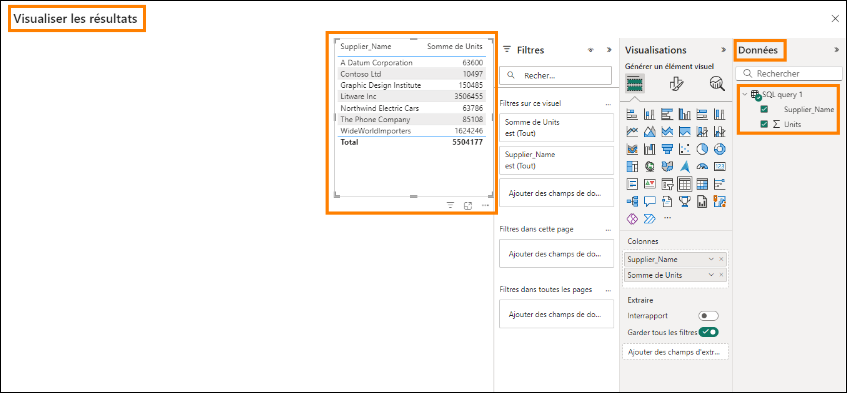 Visualiser les résultats
Supplier_Name Somme de Units
A Datum Corporation 63600
Contoso Ltd 10497
Graphic Design Institute 150485
Litware Inc 3506455
Northwind Electric Cars 63786
The Phone Company 85108
WideWorldImporters 1624246
Total 5504177
Filtres
Recher...
Filtres sur ce visuel ...
Somme de Units
est (Tout)
Supplier_Name
est (Tout)
Ajouter des champs de do...
Filtres dans cette page ...
Ajouter des champs de do...
Filtres dans toutes les pages ...
Ajouter des champs de do...
Visualisations
Générer un élément visuel
123
Colonnes
Supplier_Name
Somme de Units
Extraire
Interrapport
Garder tous les filtres
Ajouter des champs d'extr...
Données
Rechercher
SQL query 1
Supplier_Name
Units